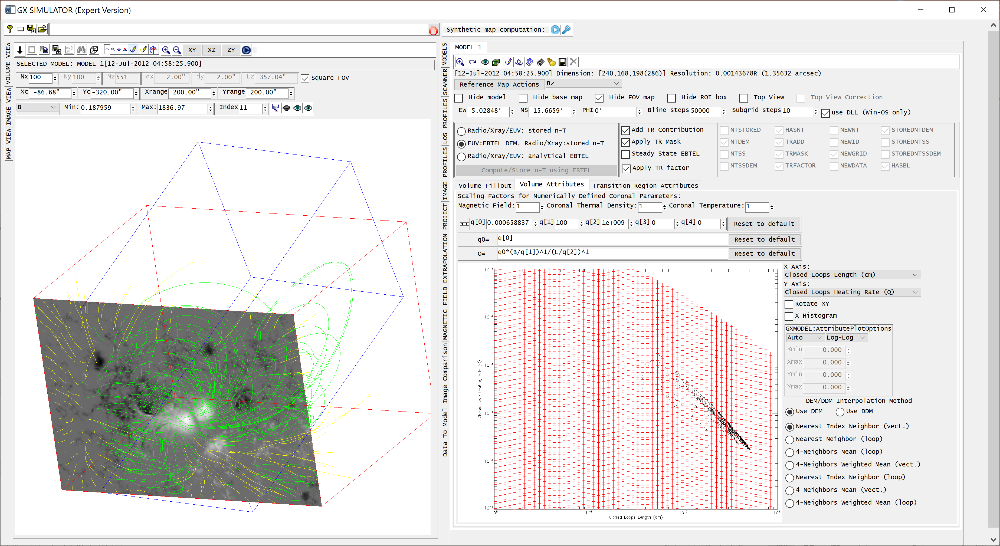 GX SIMULATOR (Expert Version)
Synthetic map computation:
VOLUME VIEW
IMAGE VIEW
MAP VIEW
XY XZ ZY
SELECTED MODEL: MODEL 1[12-Jul-2012 04:58:25.900]
Nx 100 Ny 100 Nz 551 dx 2.00" dy 2.00" Lz 357.04" Square FOV
Xc -86.68" Yc -320.00" Xrange 200.00" Yrange 200.00"
B Min: 0.187959 Max: 1836.97 Index 11
MODELS
SCANNER
LOS PROFILES
IMAGE PROFILES
MAGNETIC FIELD EXTRAPOLATION PROJECT
Data To Model Image Comparison
MODEL 1
[12-Jul-2012 04:58:25.900] Dimension: [240,168,198(286)] Resolution: 0.00143678R (1.35632 arcsec)
Reference Map Actions Bz
Hide model Hide base map Hide FOV map Hide ROI box Top View Top View Correction
EW -5.02848° NS -15.6659° PHI 0° Bline steps 50000 Subgrid steps 10 use DLL (Win-OS only)
Radio/Xray/EUV: stored n-T
EUV:EBTEL DEM, Radio/Xray:stored n-T
Radio/Xray/EUV: analytical EBTEL
Compute/Store n-T using EBTEL
Add TR Contribution
Apply TR Mask
Steady State EBTEL
Apply TR factor
NTSTORED HASNT NEWNT STOREDNTDEM
NTDEM TRADD NEWID STOREDNTSS
NTSS TRMASK NEWGRID STOREDNTSSDEM
NTSSDEM TRFACTOR NEWDATA HASBL
Volume Fillout Volume Attributes Transition Region Attributes
Scaling Factors for Numerically Defined Coronal Parameters:
Magnetic Field: 1 Coronal Thermal Density: 1 Coronal Temperature: 1
q[0] 0.000658837 q[1] 100 q[2] 1e+009 q[3] 0 q[4] 0 Reset to default
q0= q[0] Reset to default
Q= q0*(B/q[1])^1/(L/q[2])^1 Reset to default
10⁻¹
10⁻²
10⁻³
10⁻⁴
10⁻⁵
10⁻⁶
Closed loop heating rate (Q)
10⁸ 10⁹ 10¹⁰ 10¹¹
Closed Loops Length (cm)
X Axis:
Closed Loops Length (cm)
Y Axis:
Closed Loops Heating Rate (Q)
Rotate XY
X Histogram
GXMODEL:AttributePlotOptions
Auto Log-Log
Xmin 0.000
Xmax 0.000
Ymin 0.000
Ymax 0.000
DEM/DDM Interpolation Method
Use DEM Use DDM
Nearest Index Neighbor (vect.)
Nearest Neighbor (loop)
4-Neighbors Mean (loop)
4-Neighbors Weighted Mean (vect.)
Nearest Index Neighbor (loop)
4-Neighbors Mean (vect.)
4-Neighbors Weighted Mean (loop)